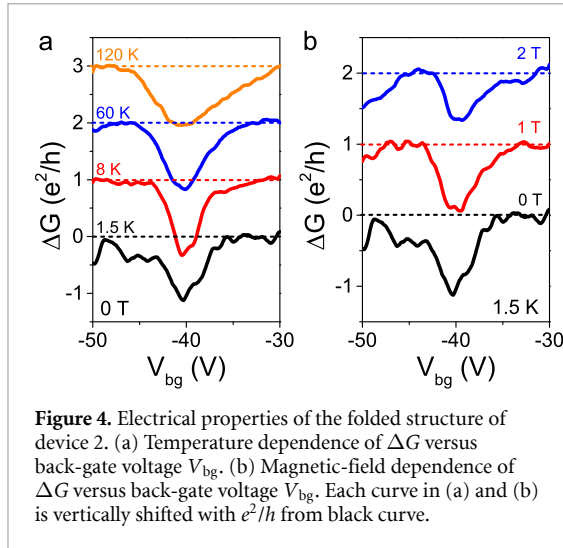 a
120 K
60 K
8 K
1.5 K
0 T
3
2
1
0
-1
ΔG (e²/h)
-50
-40
-30
V_bg (V)
b
2 T
1 T
0 T
1.5 K
2
1
0
-1
ΔG (e²/h)
-50
-40
-30
V_bg (V)
Figure 4. Electrical properties of the folded structure of
device 2. (a) Temperature dependence of ΔG versus
back-gate voltage V_bg. (b) Magnetic-field dependence of
ΔG versus back-gate voltage V_bg. Each curve in (a) and (b)
is vertically shifted with e²/h from black curve.